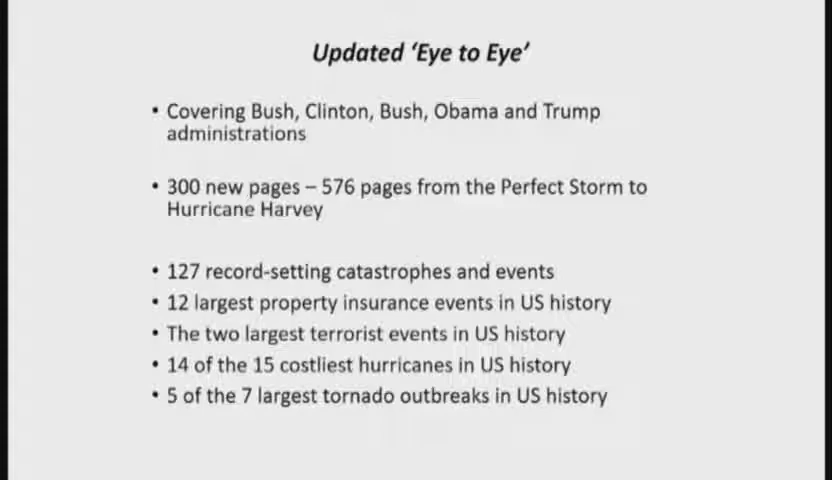 Updated ‘Eye to Eye’
• Covering Bush, Clinton, Bush, Obama and Trump
administrations
• 300 new pages – 576 pages from the Perfect Storm to
Hurricane Harvey
• 127 record-setting catastrophes and events
• 12 largest property insurance events in US history
• The two largest terrorist events in US history
• 14 of the 15 costliest hurricanes in US history
• 5 of the 7 largest tornado outbreaks in US history